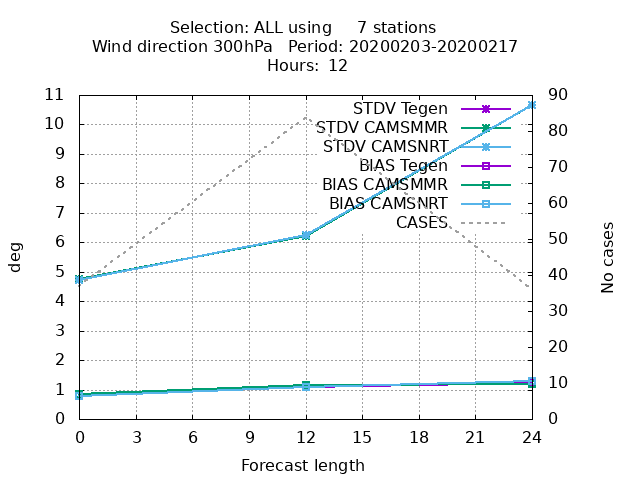 Selection: ALL using     7 stations
Wind direction 300hPa   Period: 20200203-20200217
Hours: 12
11
10
9
8
7
6
5
4
3
2
1
0
deg
STDV Tegen
STDV CAMSMMR
STDV CAMSNRT
BIAS Tegen
BIAS CAMSMMR
BIAS CAMSNRT
CASES
90
80
70
60
50
40
30
20
10
0
No cases
0 3 6 9 12 15 18 21 24
Forecast length